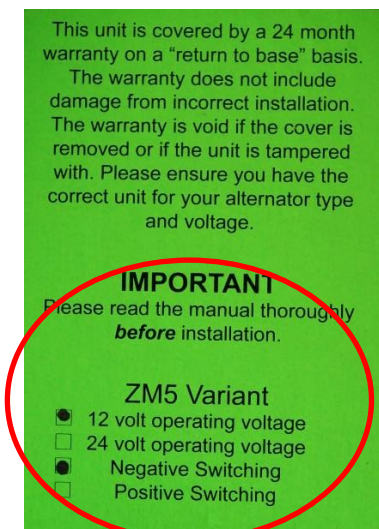 This unit is covered by a 24 month
warranty on a “return to base” basis.
The warranty does not include
damage from incorrect installation.
The warranty is void if the cover is
removed or if the unit is tampered
with. Please ensure you have the
correct unit for your alternator type
and voltage.
IMPORTANT
Please read the manual thoroughly
before installation.
ZM5 Variant
12 volt operating voltage
24 volt operating voltage
Negative Switching
Positive Switching